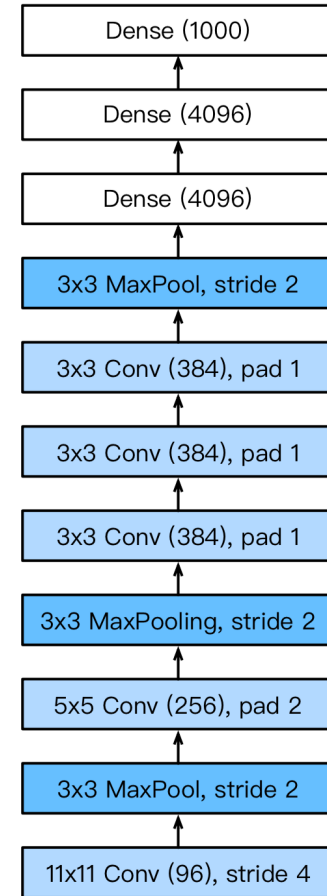 Dense (1000)
Dense (4096)
Dense (4096)
3x3 MaxPool, stride 2
3x3 Conv (384), pad 1
3x3 Conv (384), pad 1
3x3 Conv (384), pad 1
3x3 MaxPooling, stride 2
5x5 Conv (256), pad 2
3x3 MaxPool, stride 2
11x11 Conv (96), stride 4